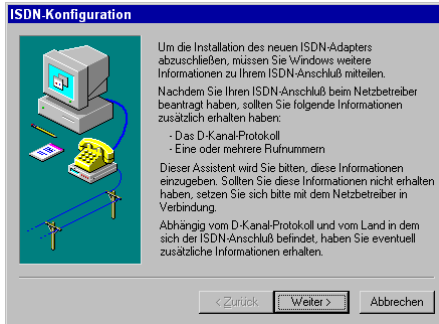 ISDN-Konfiguration
Um die Installation des neuen ISDN-Adapters
abzuschließen, müssen Sie Windows weitere
Informationen zu Ihrem ISDN-Anschluß mitteilen.
Nachdem Sie Ihren ISDN-Anschluß beim Netzbetreiber
beantragt haben, sollten Sie folgende Informationen
zusätzlich erhalten haben:
- Das D-Kanal-Protokoll
- Eine oder mehrere Rufnummern
Dieser Assistent wird Sie bitten, diese Informationen
einzugeben. Sollten Sie diese Informationen nicht erhalten
haben, setzen Sie sich bitte mit dem Netzbetreiber in
Verbindung.
Abhängig vom D-Kanal-Protokoll und vom Land in dem
sich der ISDN-Anschluß befindet, haben Sie eventuell
zusätzliche Informationen erhalten.
< Zurück Weiter > Abbrechen